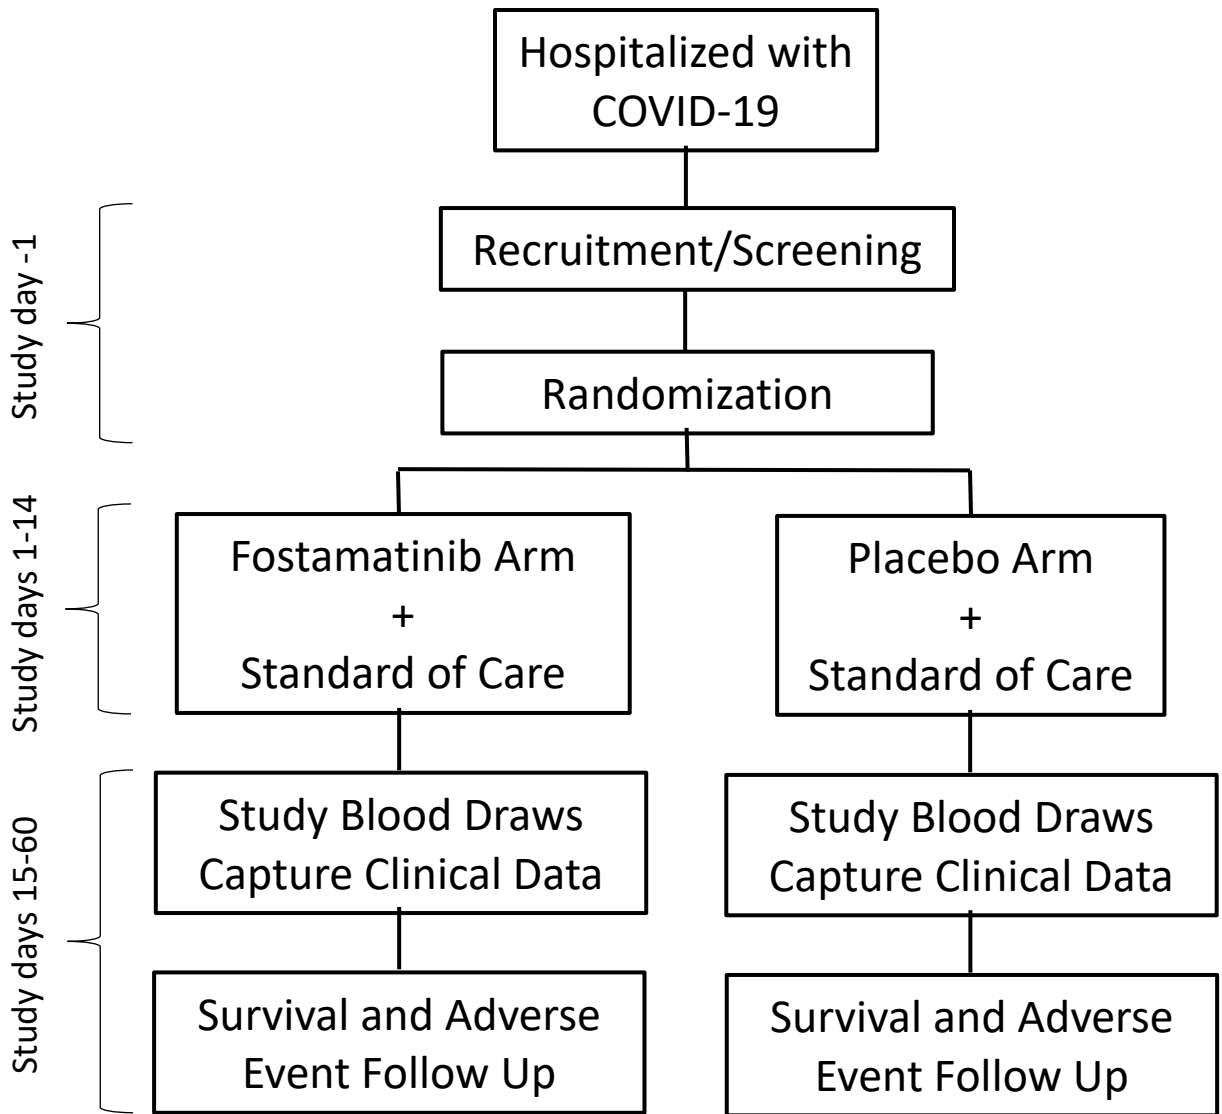 Hospitalized with
COVID-19
Study day -1
Recruitment/Screening
Randomization
Study days 1-14
Fostamatinib Arm
+
Standard of Care
Placebo Arm
+
Standard of Care
Study days 15-60
Study Blood Draws
Capture Clinical Data
Study Blood Draws
Capture Clinical Data
Survival and Adverse
Event Follow Up
Survival and Adverse
Event Follow Up